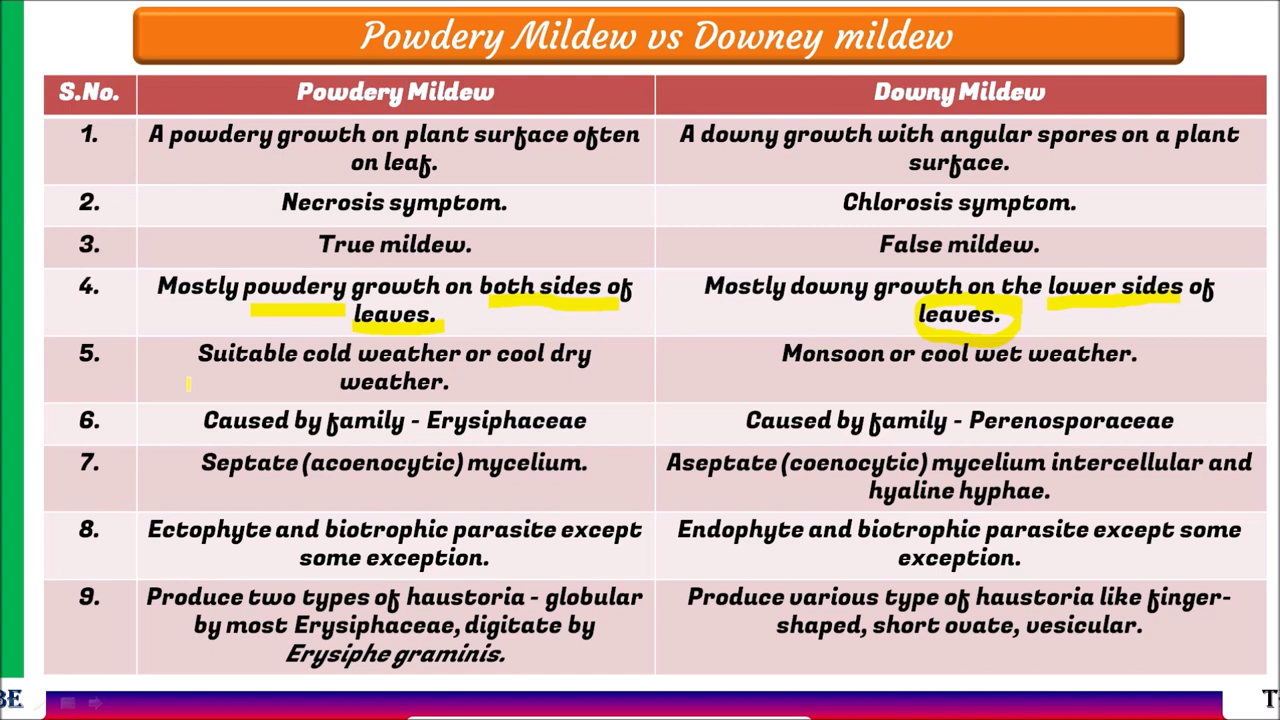 Powdery Mildew vs Downey mildew
S.No.
Powdery Mildew
Downy Mildew
1.
A powdery growth on plant surface often
on leaf.
A downy growth with angular spores on a plant
surface.
2.
Necrosis symptom.
Chlorosis symptom.
3.
True mildew.
False mildew.
4.
Mostly powdery growth on both sides of
leaves.
Mostly downy growth on the lower sides of
leaves.
5.
Suitable cold weather or cool dry
weather.
Monsoon or cool wet weather.
6.
Caused by family - Erysiphaceae
Caused by family - Perenosporaceae
7.
Septate (acoenocytic) mycelium.
Aseptate (coenocytic) mycelium intercellular and
hyaline hyphae.
8.
Ectophyte and biotrophic parasite except
some exception.
Endophyte and biotrophic parasite except some
exception.
9.
Produce two types of haustoria - globular
by most Erysiphaceae, digitate by
Erysiphe graminis.
Produce various type of haustoria like finger-
shaped, short ovate, vesicular.